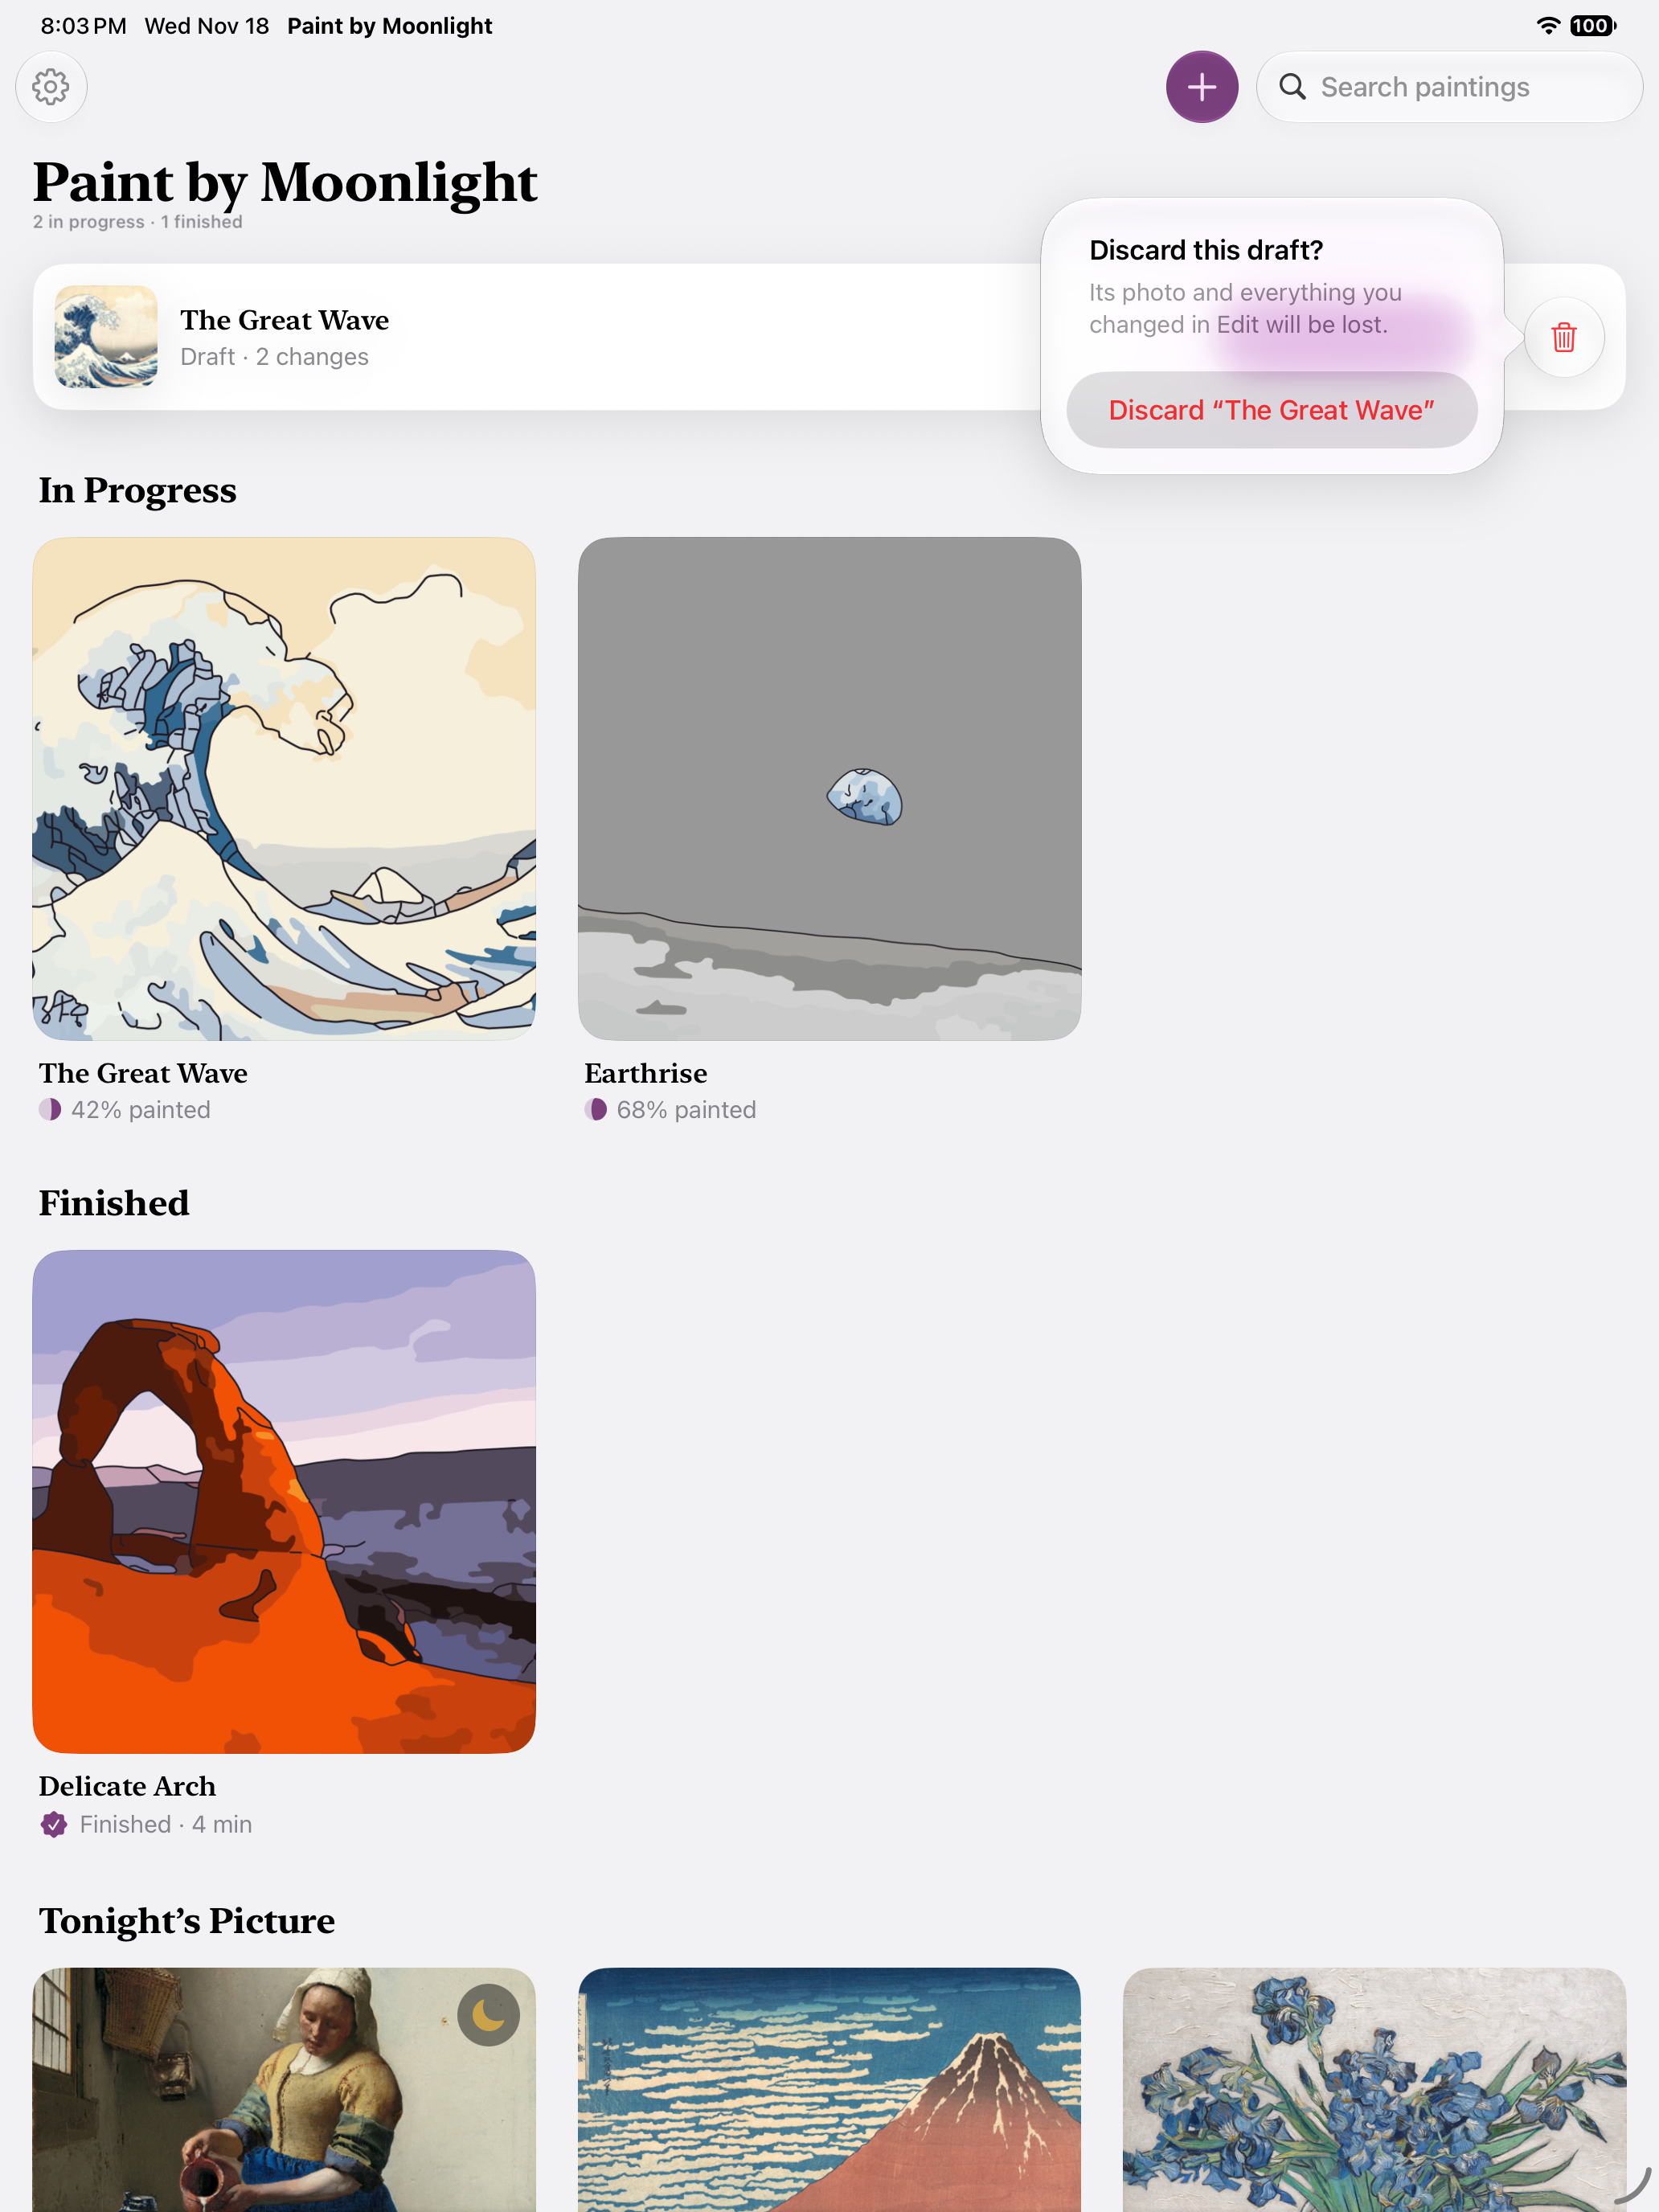 8:03 PM Wed Nov 18 Paint by Moonlight
100
Search paintings
Paint by Moonlight
2 in progress · 1 finished
The Great Wave
Draft · 2 changes
Discard this draft?
Its photo and everything you
changed in Edit will be lost.
Discard “The Great Wave”
In Progress
The Great Wave
42% painted
Earthrise
68% painted
Finished
Delicate Arch
Finished · 4 min
Tonight’s Picture